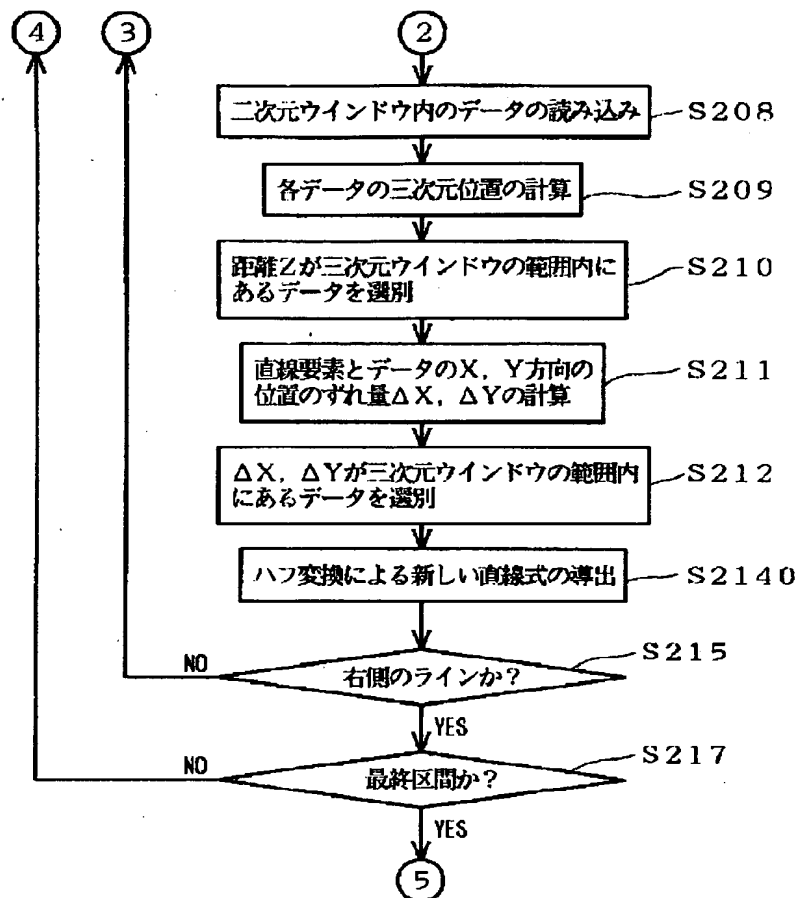 ④
③
②
二次元ウインドウ内のデータの読み込み
S208
各データの三次元位置の計算
S209
距離Zが三次元ウインドウの範囲内に
あるデータを選別
S210
直線要素とデータのX，Y方向の
位置のずれ量ΔX，ΔYの計算
S211
ΔX，ΔYが三次元ウインドウの範囲内
にあるデータを選別
S212
ハフ変換による新しい直線式の導出
S2140
右側のラインか？
S215
NO
YES
最終区間か？
S217
NO
YES
⑤